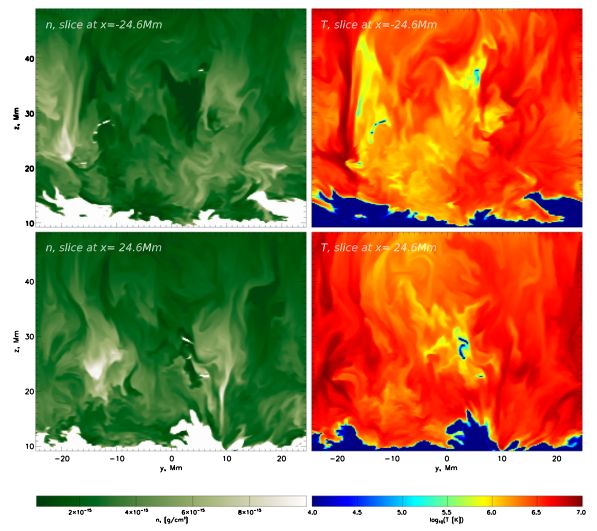 n, slice at x=-24.6Mm
T, slice at x=-24.6Mm
40
30
20
10
z, Mm
n, slice at x= 24.6Mm
T, slice at x= 24.6Mm
40
30
20
10
z, Mm
-20 -10 0 10 20
-20 -10 0 10 20
y, Mm
y, Mm
2×10⁻¹⁵ 4×10⁻¹⁵ 6×10⁻¹⁵ 8×10⁻¹⁵
n, [g/cm³]
4.0 4.5 5.0 5.5 6.0 6.5 7.0
log₁₀(T [K])